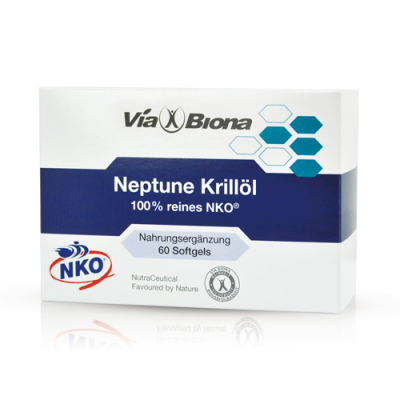 Via Biona
Neptune Krillöl
100% reines NKO®
Nahrungsergänzung
60 Softgels
NKO®
NutraCeutical
Favoured by Nature